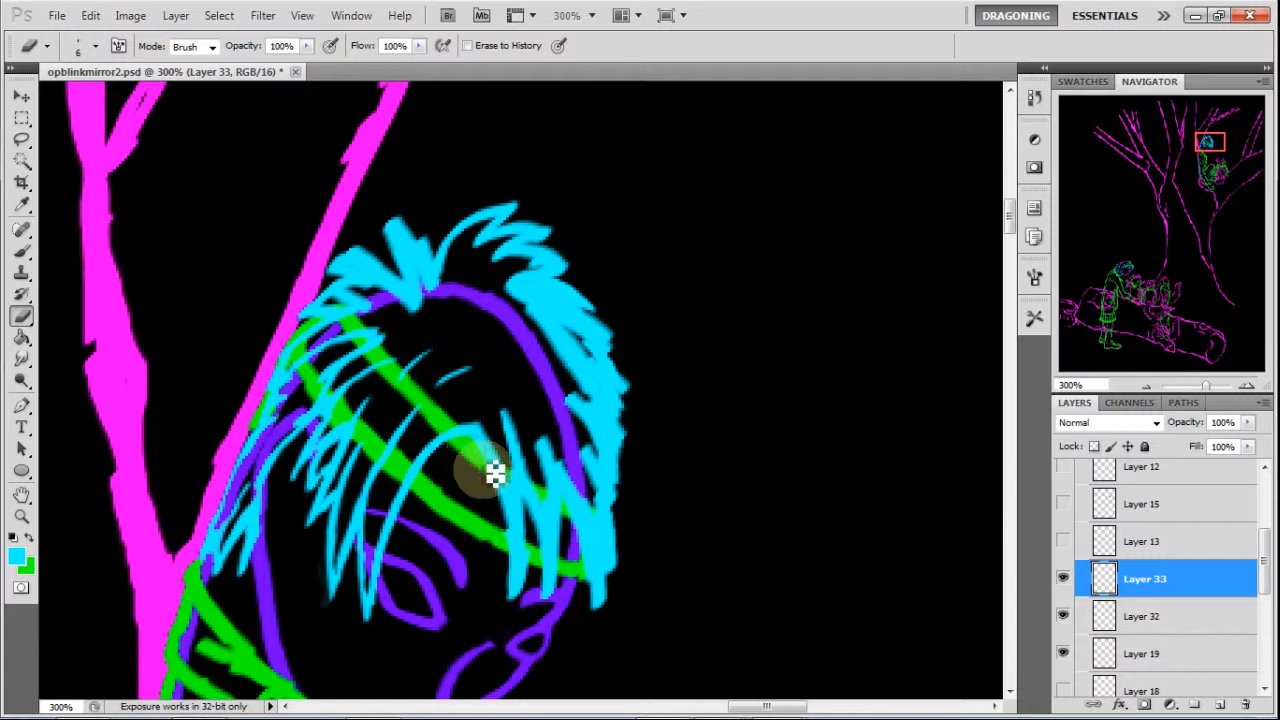 Ps File Edit Image Layer Select Filter View Window Help Br Mb 300% DRAGONING ESSENTIALS
6 Mode: Brush Opacity: 100% Flow: 100% Erase to History
opblinkmirror2.psd @ 300% (Layer 33, RGB/16) *
SWATCHES NAVIGATOR
300%
LAYERS CHANNELS PATHS
Normal Opacity: 100%
Lock: Fill: 100%
Layer 12
Layer 15
Layer 13
Layer 33
Layer 32
Layer 19
Layer 18
300% Exposure works in 32-bit only